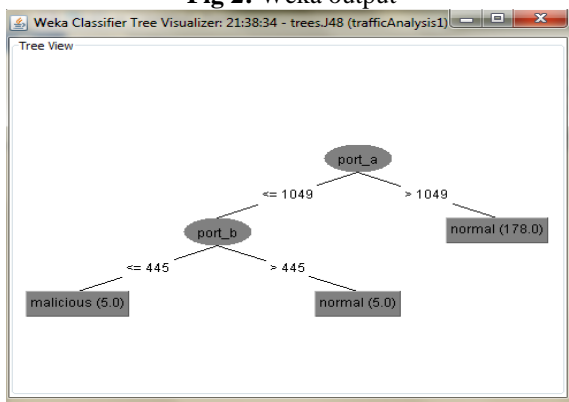 Fig 2: Weka output
Weka Classifier Tree Visualizer: 21:38:34 - trees.J48 (trafficAnalysis1)
Tree View
port_a
<= 1049
> 1049
port_b
normal (178.0)
<= 445
> 445
malicious (5.0)
normal (5.0)